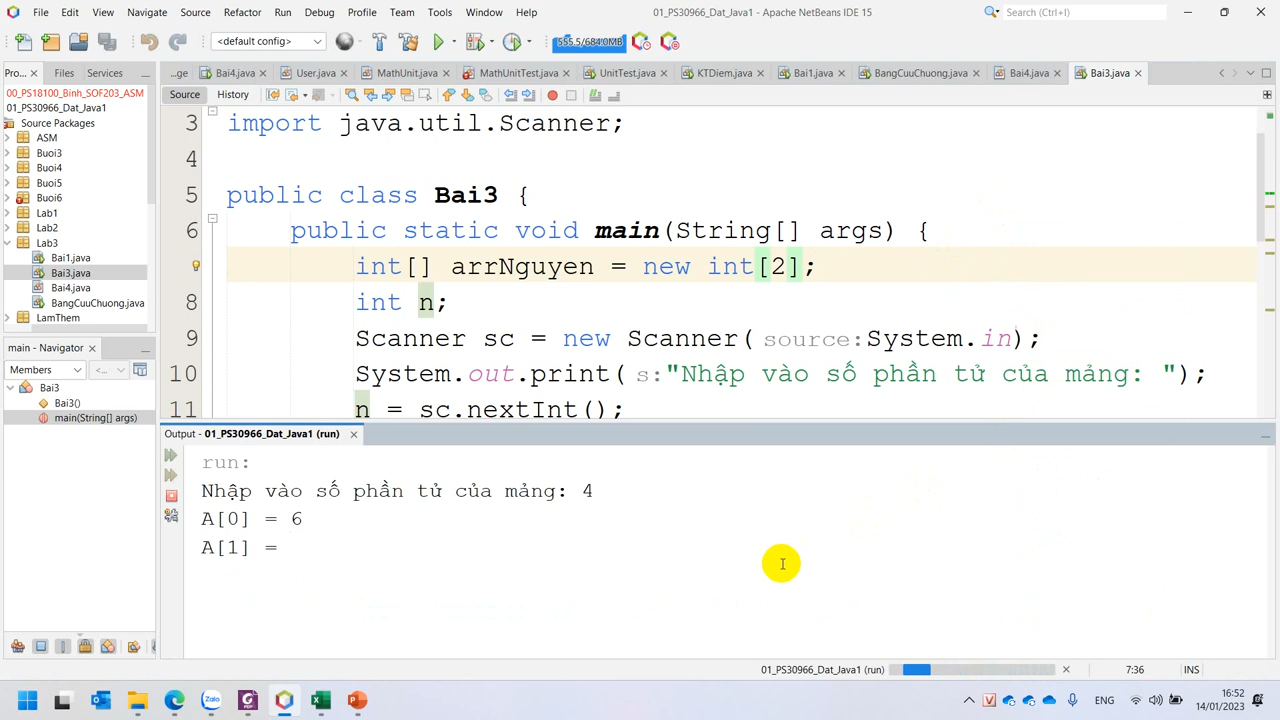 File Edit View Navigate Source Refactor Run Debug Profile Team Tools Window Help
01_PS30966_Dat_Java1 - Apache NetBeans IDE 15
Search (Ctrl+I)
<default config>
555.5/684.0MB
Pro... Files Services
...ge Bai4.java User.java MathUnit.java MathUnitTest.java UnitTest.java KTDiem.java Bai1.java BangCuuChuong.java Bai4.java Bai3.java
Source History
00_PS18100_Binh_SOF203_ASM
01_PS30966_Dat_Java1
Source Packages
ASM
Buoi3
Buoi4
Buoi5
Buoi6
Lab1
Lab2
Lab3
Bai1.java
Bai3.java
Bai4.java
BangCuuChuong.java
LamThem
3 import java.util.Scanner;
4
5 public class Bai3 {
6 public static void main(String[] args) {
int[] arrNguyen = new int[2];
8 int n;
9 Scanner sc = new Scanner(source:System.in);
10 System.out.print(s:"Nhập vào số phần tử của mảng: ");
11 n = sc.nextInt();
main - Navigator
Members <...
Bai3
Bai3()
main(String[] args)
Output - 01_PS30966_Dat_Java1 (run)
run:
Nhập vào số phần tử của mảng: 4
A[0] = 6
A[1] =
01_PS30966_Dat_Java1 (run) 7:36 INS
Zalo
PDF
ENG
16:52
14/01/2023